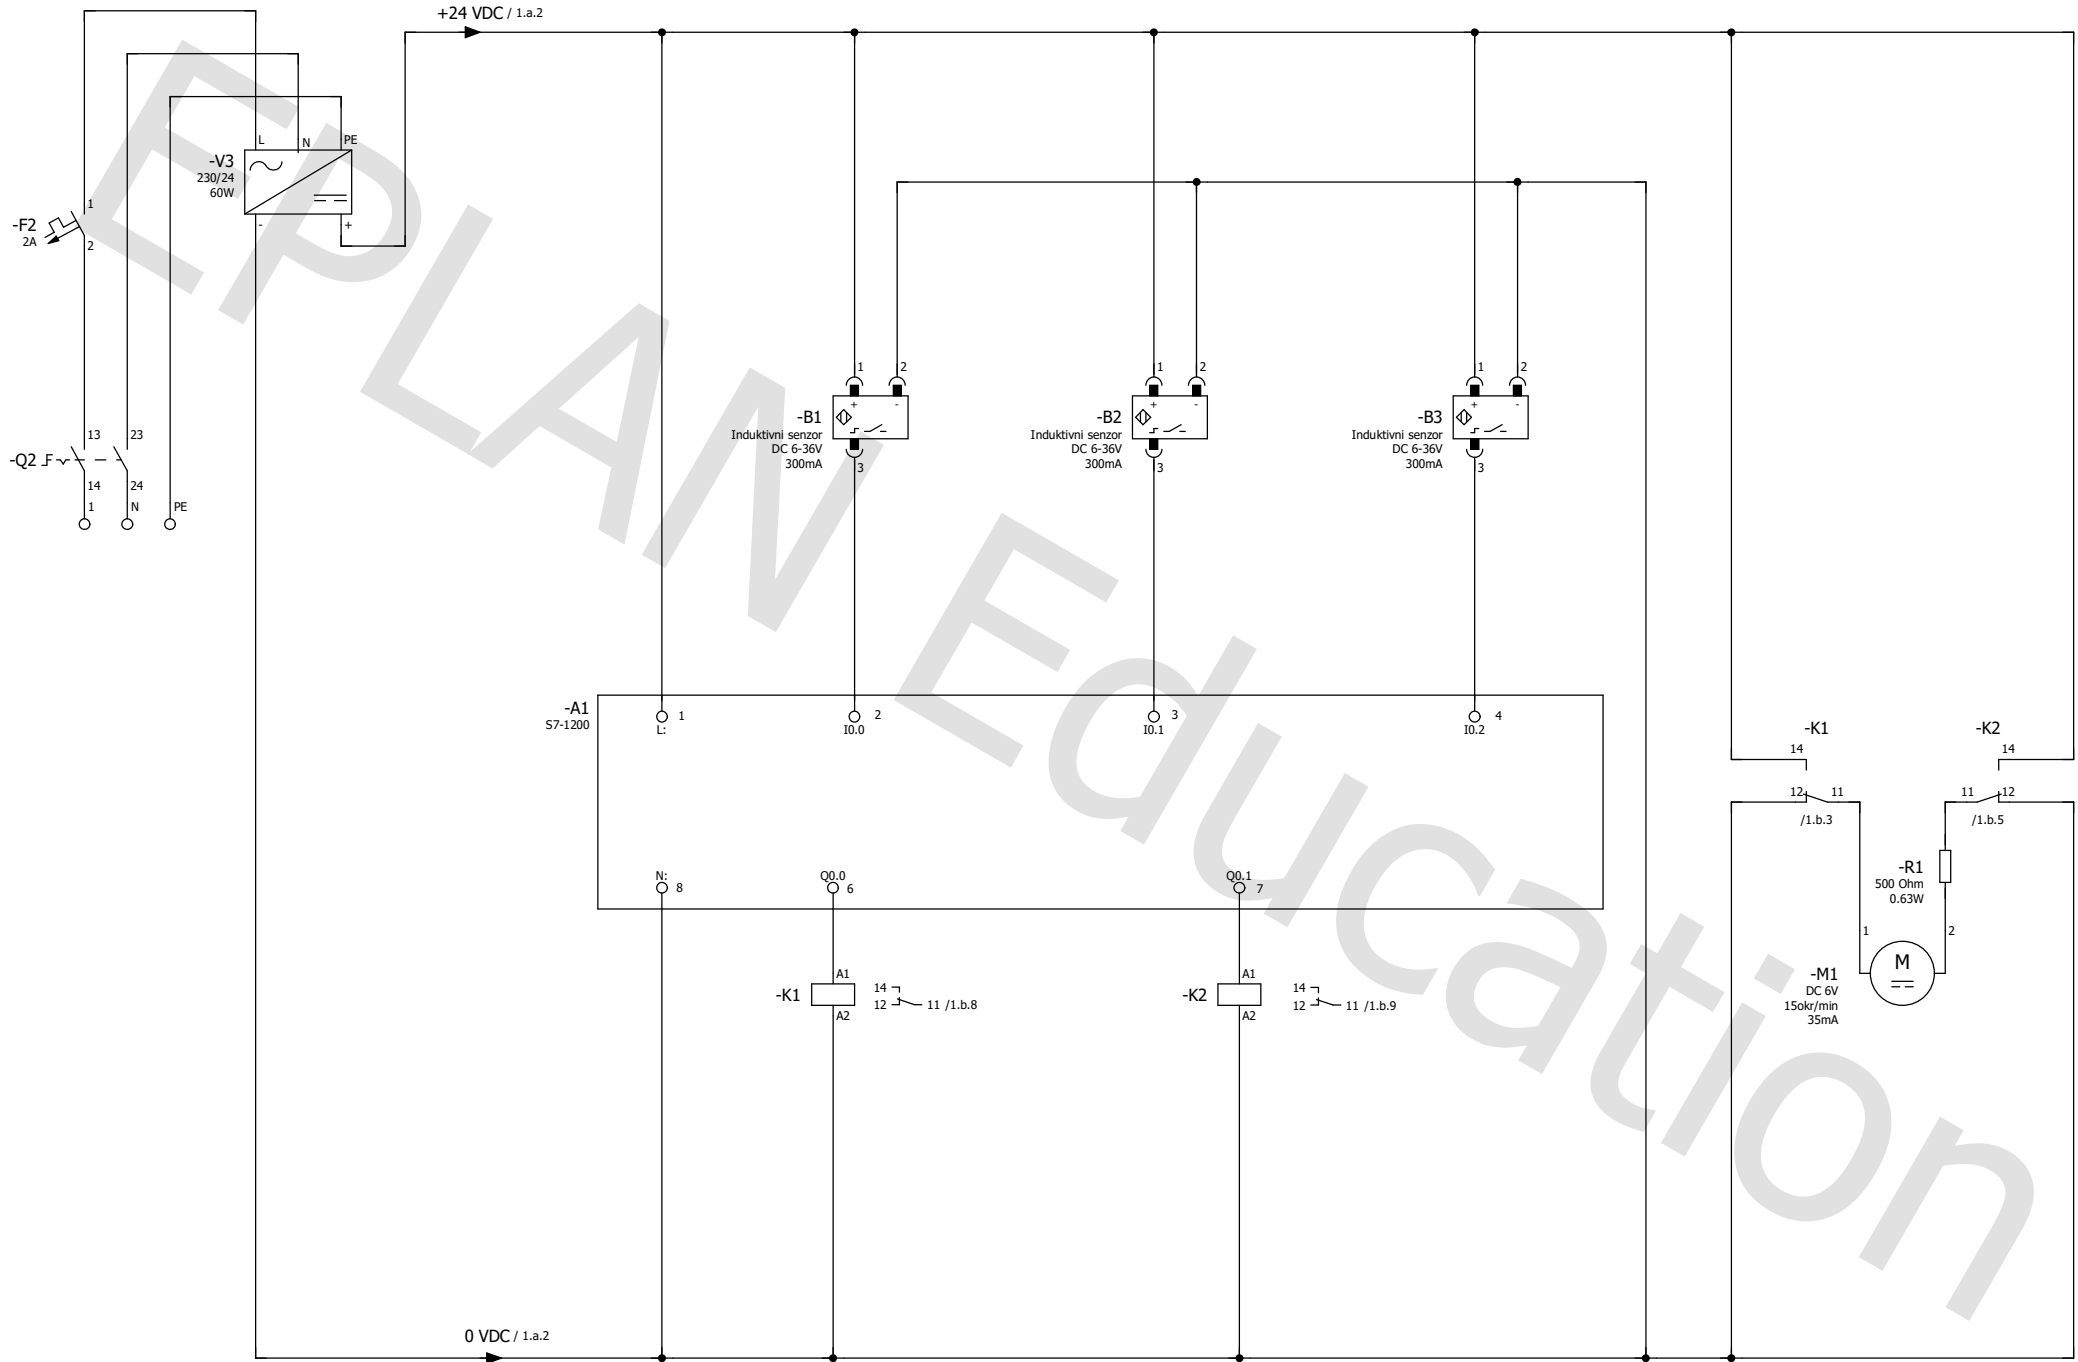 +24 VDC / 1.a.2
L
N
PE
-V3
230/24
60W
-
+
-F2
2A
1
2
1
2
1
2
1
2
-B1
Induktivni senzor
DC 6-36V
300mA
+
-
3
-B2
Induktivni senzor
DC 6-36V
300mA
+
-
3
-B3
Induktivni senzor
DC 6-36V
300mA
+
-
3
-Q2
13
23
14
24
1
N
PE
-A1
S7-1200
1
L:
2
I0.0
3
I0.1
4
I0.2
N:
8
Q0.0
6
Q0.1
7
-K1
14
12
11
/1.b.3
-K2
14
11
12
/1.b.5
-R1
500 Ohm
0.63W
1
2
-M1
DC 6V
15okr/min
35mA
M
-K1
A1
A2
14
12
11 /1.b.8
-K2
A1
A2
14
12
11 /1.b.9
0 VDC / 1.a.2
EPLAN Education